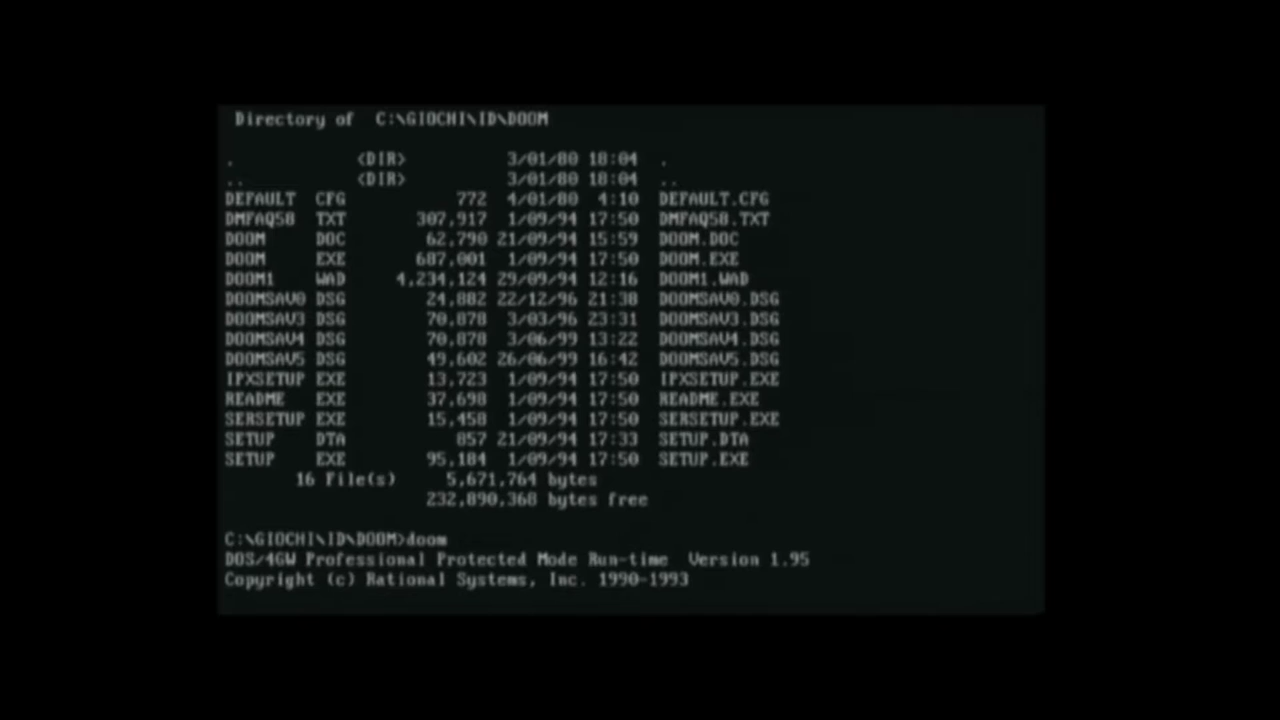 Directory of C:\GIOCHI\ID\DOOM
. <DIR> 3/01/80 18:04 .
.. <DIR> 3/01/80 18:04 ..
DEFAULT CFG 772 4/01/80 4:10 DEFAULT.CFG
DMFAQ58 TXT 307,917 1/09/94 17:50 DMFAQ58.TXT
DOOM DOC 62,790 21/09/94 15:59 DOOM.DOC
DOOM EXE 687,001 1/09/94 17:50 DOOM.EXE
DOOM1 WAD 4,234,124 29/09/94 12:16 DOOM1.WAD
DOOMSAV0 DSG 24,882 22/12/96 21:38 DOOMSAV0.DSG
DOOMSAV3 DSG 70,878 3/03/96 23:31 DOOMSAV3.DSG
DOOMSAV4 DSG 70,878 3/06/99 13:22 DOOMSAV4.DSG
DOOMSAV5 DSG 49,602 26/06/99 16:42 DOOMSAV5.DSG
IPXSETUP EXE 13,723 1/09/94 17:50 IPXSETUP.EXE
README EXE 37,698 1/09/94 17:50 README.EXE
SERSETUP EXE 15,458 1/09/94 17:50 SERSETUP.EXE
SETUP DTA 857 21/09/94 17:33 SETUP.DTA
SETUP EXE 95,184 1/09/94 17:50 SETUP.EXE
16 File(s) 5,671,764 bytes
232,890,368 bytes free
C:\GIOCHI\ID\DOOM>doom
DOS/4GW Professional Protected Mode Run-time Version 1.95
Copyright (c) Rational Systems, Inc. 1990-1993